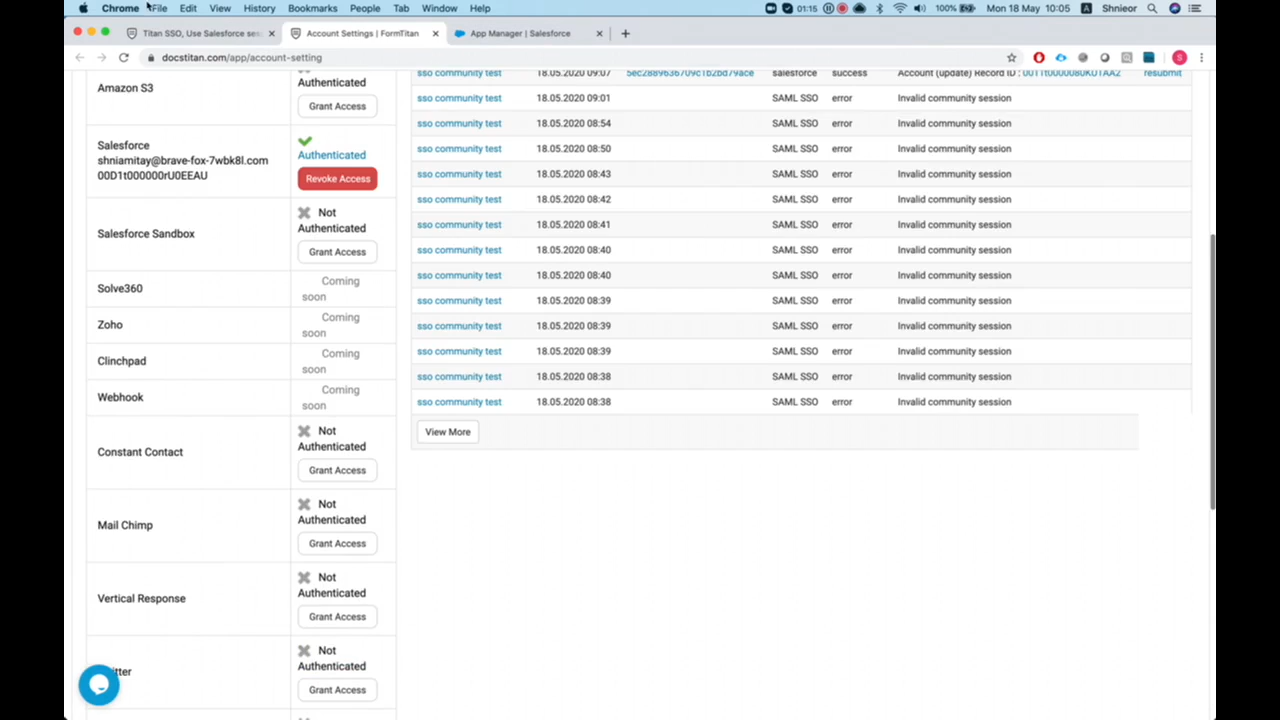 Chrome File Edit View History Bookmarks People Tab Window Help 01:15 100% Mon 18 May 10:05 A Shnieor
Titan SSO, Use Salesforce ses
Account Settings | FormTitan
App Manager | Salesforce
docstitan.com/app/account-setting
S
Amazon S3
Authenticated
Grant Access
Salesforce
shniamitay@brave-fox-7wbk8l.com
00D1t000000rU0EEAU
Authenticated
Revoke Access
Salesforce Sandbox
Not
Authenticated
Grant Access
Solve360
Coming
soon
Zoho
Coming
soon
Clinchpad
Coming
soon
Webhook
Coming
soon
Constant Contact
Not
Authenticated
Grant Access
Mail Chimp
Not
Authenticated
Grant Access
Vertical Response
Not
Authenticated
Grant Access
itter
Not
Authenticated
Grant Access
sso community test 18.05.2020 09:07 salesforce success Account (update) Record ID : resubmit
sso community test 18.05.2020 09:01 SAML SSO error Invalid community session
sso community test 18.05.2020 08:54 SAML SSO error Invalid community session
sso community test 18.05.2020 08:50 SAML SSO error Invalid community session
sso community test 18.05.2020 08:43 SAML SSO error Invalid community session
sso community test 18.05.2020 08:42 SAML SSO error Invalid community session
sso community test 18.05.2020 08:41 SAML SSO error Invalid community session
sso community test 18.05.2020 08:40 SAML SSO error Invalid community session
sso community test 18.05.2020 08:40 SAML SSO error Invalid community session
sso community test 18.05.2020 08:39 SAML SSO error Invalid community session
sso community test 18.05.2020 08:39 SAML SSO error Invalid community session
sso community test 18.05.2020 08:39 SAML SSO error Invalid community session
sso community test 18.05.2020 08:38 SAML SSO error Invalid community session
sso community test 18.05.2020 08:38 SAML SSO error Invalid community session
View More